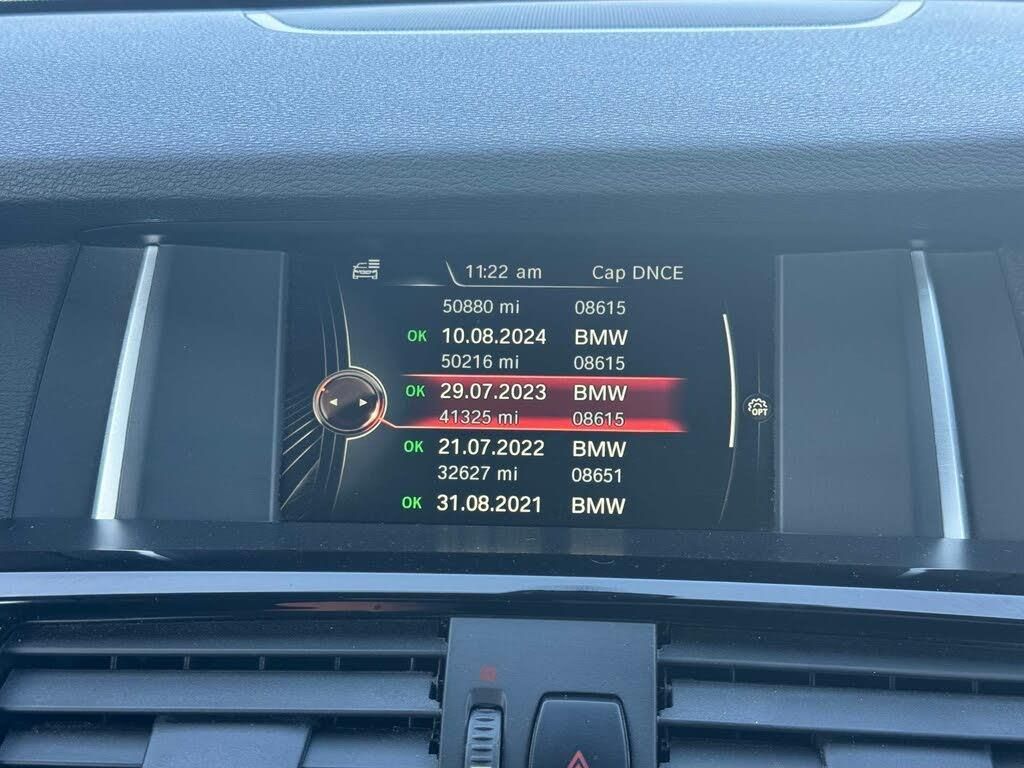 11:22 am Cap DNCE
50880 mi 08615
OK 10.08.2024 BMW
50216 mi 08615
OK 29.07.2023 BMW
41325 mi 08615
OK 21.07.2022 BMW
32627 mi 08651
OK 31.08.2021 BMW
OPT